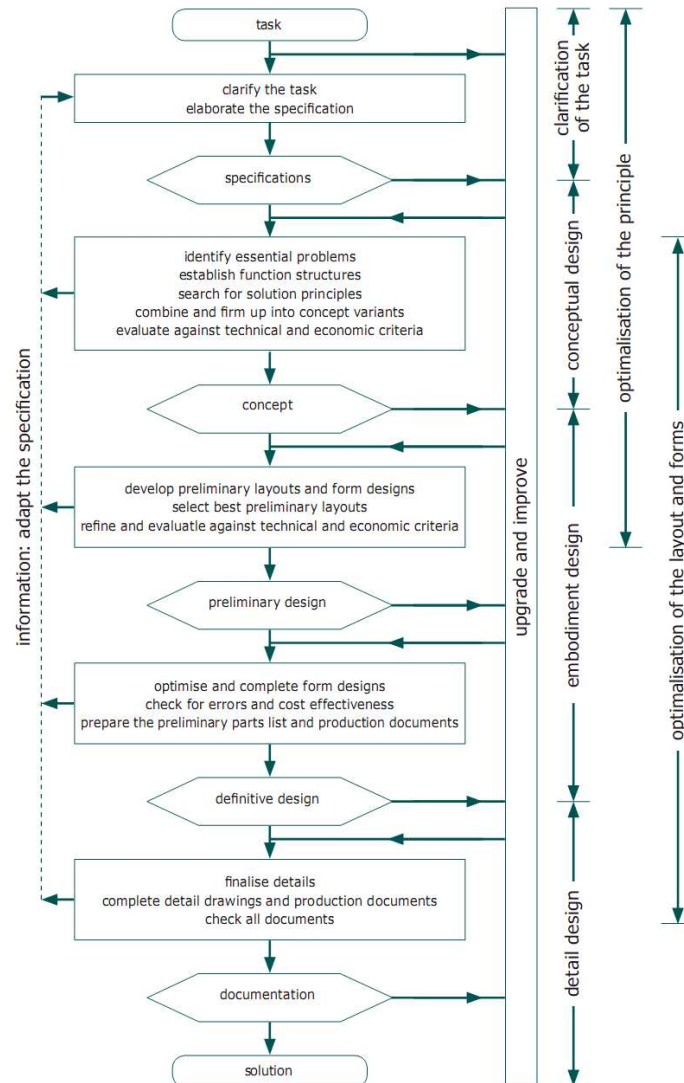 task
clarify the task
elaborate the specification
specifications
identify essential problems
establish function structures
search for solution principles
combine and firm up into concept variants
evaluate against technical and economic criteria
concept
develop preliminary layouts and form designs
select best preliminary layouts
refine and evaluatle against technical and economic criteria
preliminary design
optimise and complete form designs
check for errors and cost effectiveness
prepare the preliminary parts list and production documents
definitive design
finalise details
complete detail drawings and production documents
check all documents
documentation
solution
information: adapt the specification
upgrade and improve
clarification
of the task
conceptual design
embodiment design
detail design
optimalisation of the principle
optimalisation of the layout and forms